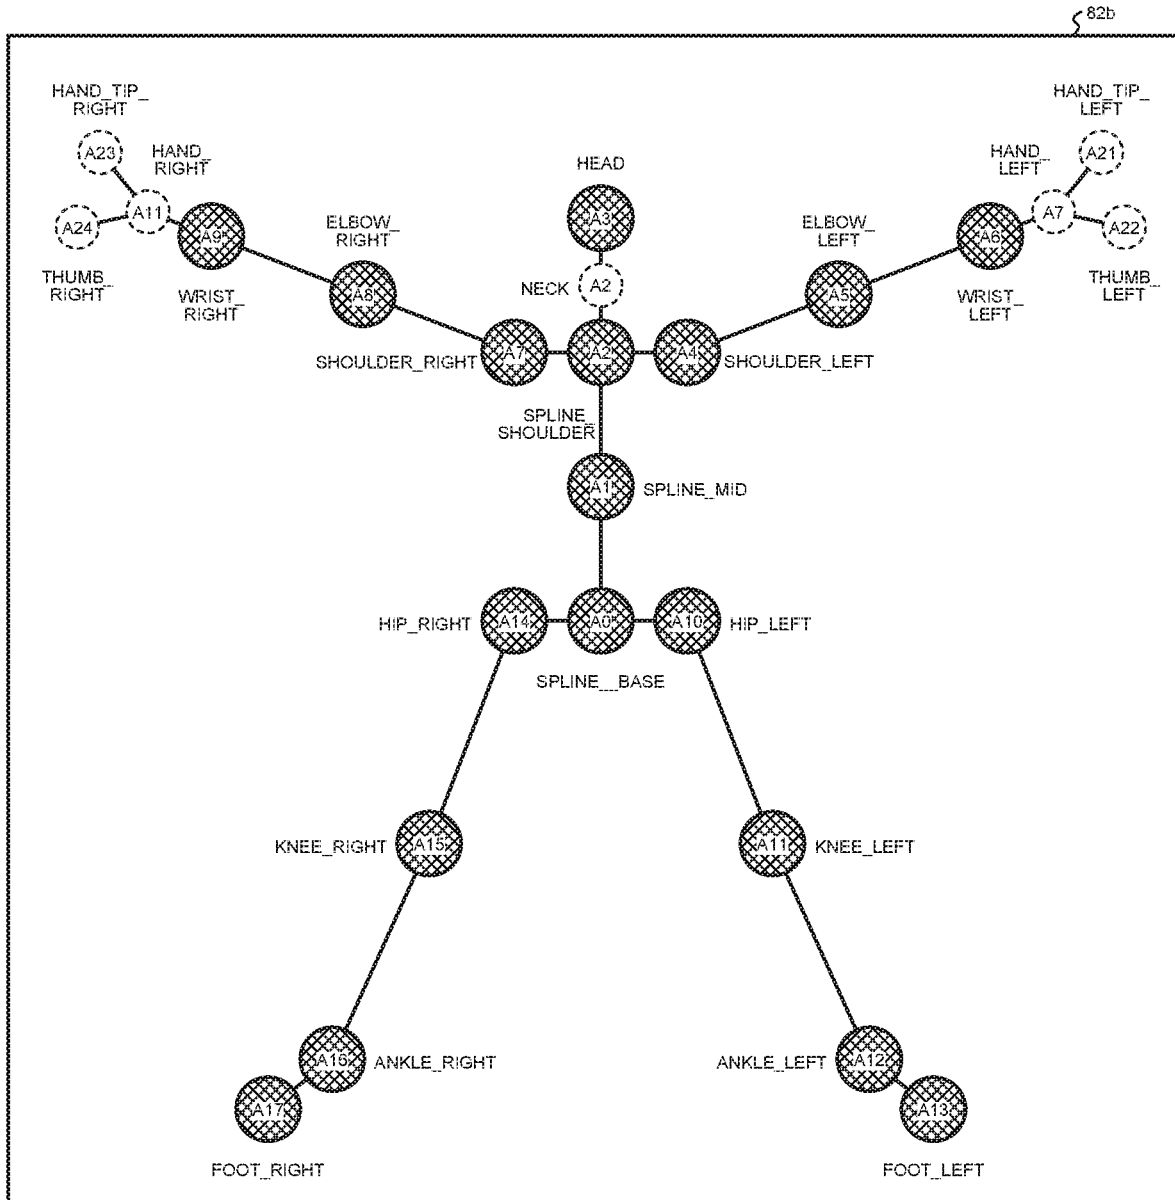 82b
HAND_TIP_
RIGHT
HAND_TIP_
LEFT
A23
HAND_
RIGHT
HEAD
HAND_
LEFT
A21
A24
A11
A9
ELBOW_
RIGHT
A3
ELBOW_
LEFT
A6
A7
A22
THUMB_
RIGHT
WRIST_
RIGHT
A8
NECK
A2
A5
WRIST_
LEFT
THUMB_
LEFT
SHOULDER_RIGHT
A7
A2
A4
SHOULDER_LEFT
SPLINE_
SHOULDER
A1
SPLINE_MID
HIP_RIGHT
A14
A0
A10
HIP_LEFT
SPLINE_BASE
KNEE_RIGHT
A15
A11
KNEE_LEFT
A16
ANKLE_RIGHT
ANKLE_LEFT
A12
A17
A13
FOOT_RIGHT
FOOT_LEFT